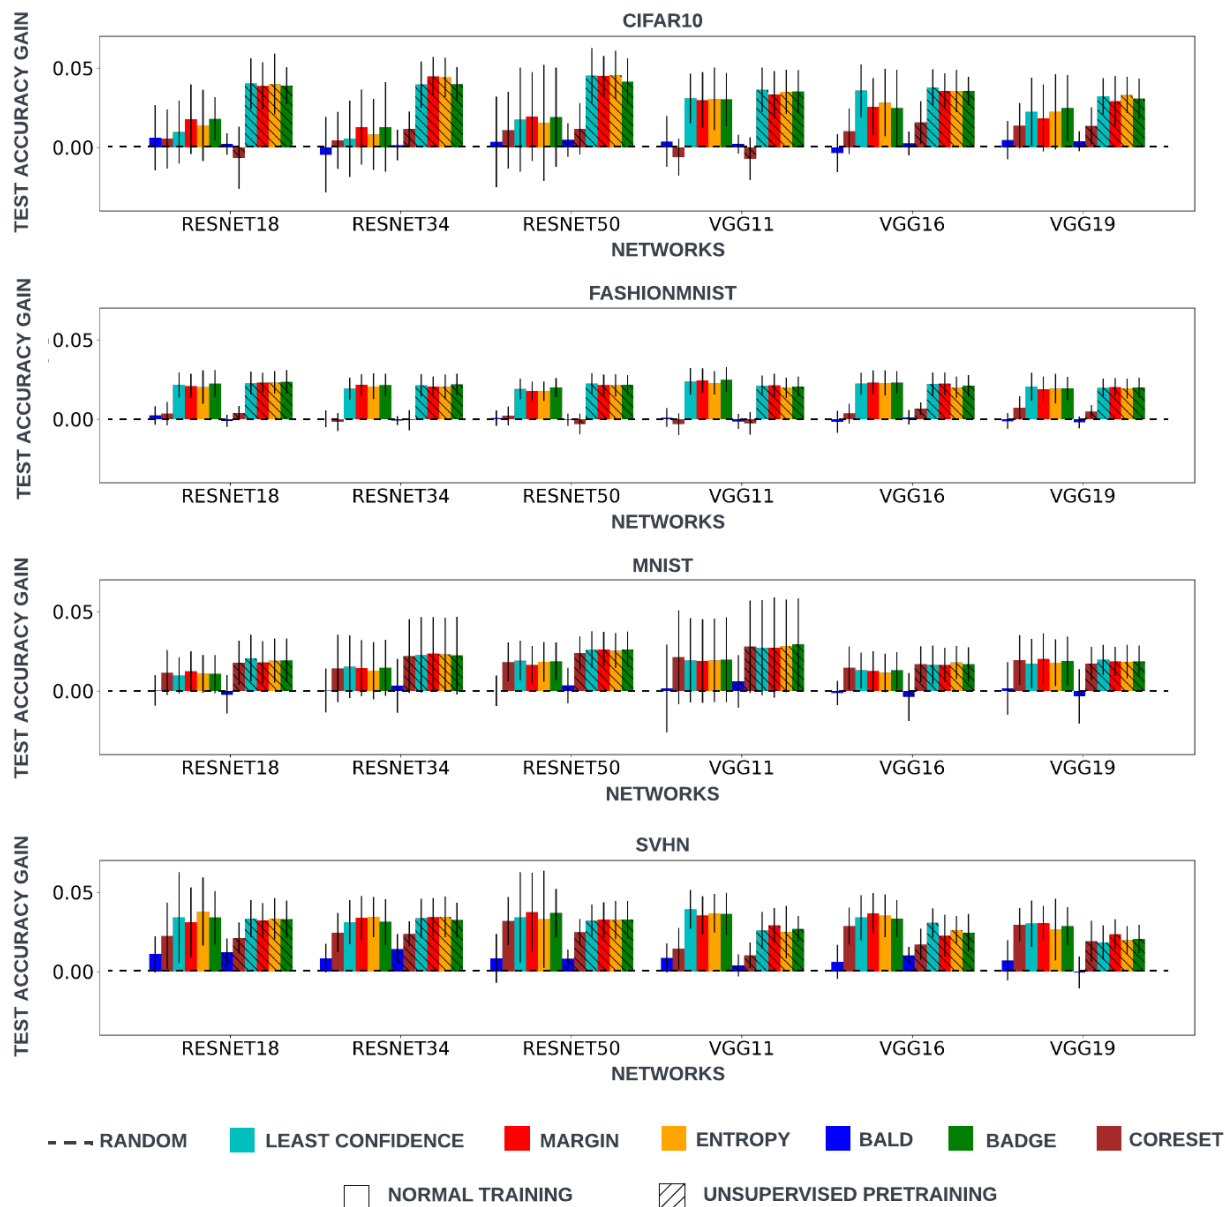 CIFAR10
TEST ACCURACY GAIN
0.05
0.00
RESNET18 RESNET34 RESNET50 VGG11 VGG16 VGG19
NETWORKS
FASHIONMNIST
TEST ACCURACY GAIN
0.05
0.00
RESNET18 RESNET34 RESNET50 VGG11 VGG16 VGG19
NETWORKS
MNIST
TEST ACCURACY GAIN
0.05
0.00
RESNET18 RESNET34 RESNET50 VGG11 VGG16 VGG19
NETWORKS
SVHN
TEST ACCURACY GAIN
0.05
0.00
RESNET18 RESNET34 RESNET50 VGG11 VGG16 VGG19
NETWORKS
RANDOM LEAST CONFIDENCE MARGIN ENTROPY BALD BADGE CORESET
NORMAL TRAINING UNSUPERVISED PRETRAINING